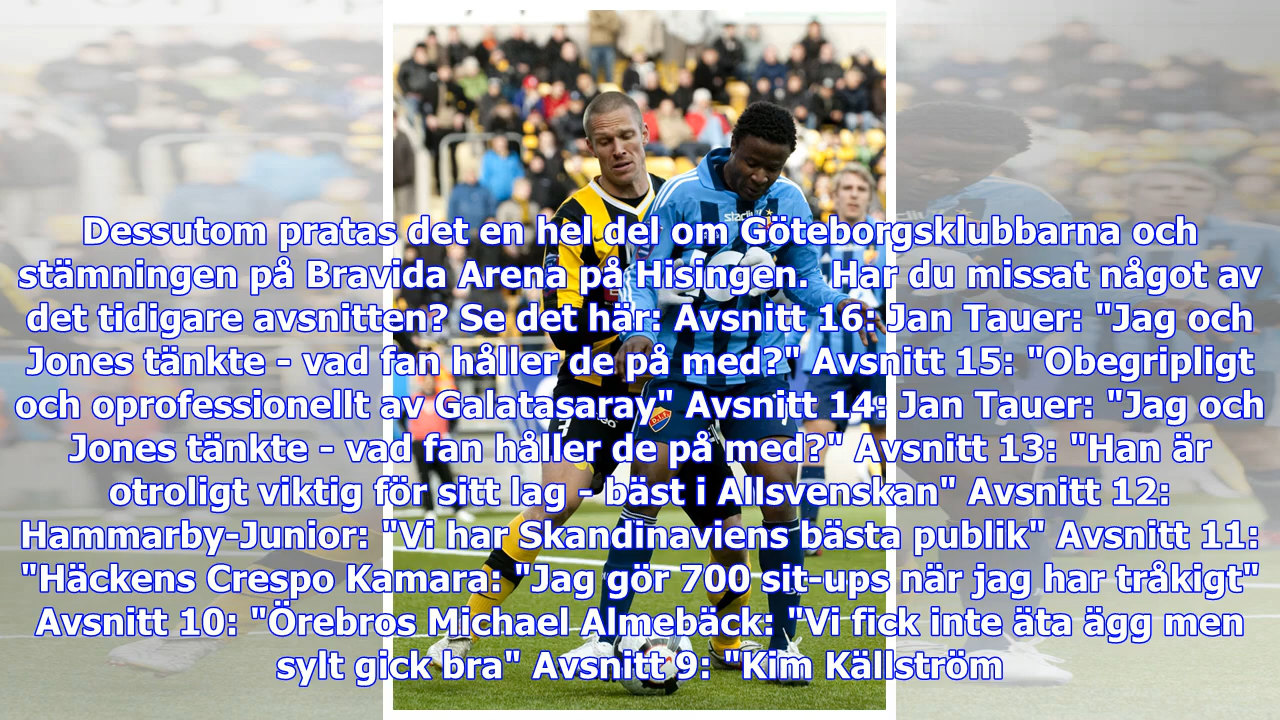 Dessutom pratas det en hel del om Göteborgsklubbarna och
stämningen på Bravida Arena på Hisingen.  Har du missat något av
det tidigare avsnitten? Se det här: Avsnitt 16: Jan Tauer: "Jag och
Jones tänkte - vad fan håller de på med?" Avsnitt 15: "Obegripligt
och oprofessionellt av Galatasaray" Avsnitt 14: Jan Tauer: "Jag och
Jones tänkte - vad fan håller de på med?" Avsnitt 13: "Han är
otroligt viktig för sitt lag - bäst i Allsvenskan" Avsnitt 12:
Hammarby-Junior: "Vi har Skandinaviens bästa publik" Avsnitt 11:
"Häckens Crespo Kamara: "Jag gör 700 sit-ups när jag har tråkigt"
Avsnitt 10: "Örebros Michael Almebäck: "Vi fick inte äta ägg men
sylt gick bra" Avsnitt 9: "Kim Källström